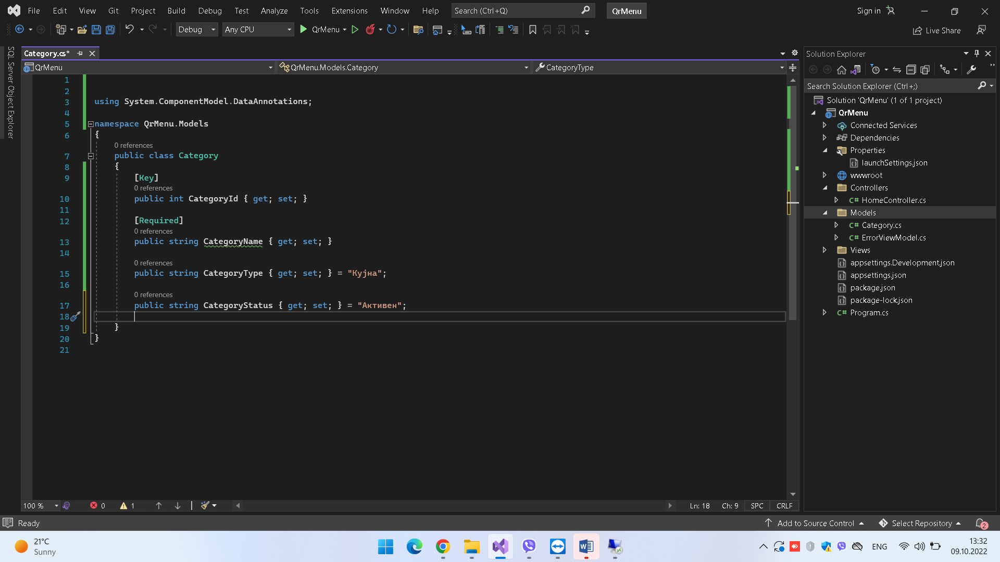 File Edit View Git Project Build Debug Test Analyze Tools Extensions Window Help Search (Ctrl+Q) QrMenu Sign in
Debug Any CPU QrMenu Live Share
SQL Server Object Explorer
Category.cs*
QrMenu QrMenu.Models.Category CategoryType
1
2
3 using System.ComponentModel.DataAnnotations;
4
5 namespace QrMenu.Models
6 {
0 references
7 public class Category
8 {
9 [Key]
0 references
10 public int CategoryId { get; set; }
11
12 [Required]
0 references
13 public string CategoryName { get; set; }
14
0 references
15 public string CategoryType { get; set; } = "Кујна";
16
0 references
17 public string CategoryStatus { get; set; } = "Активен";
18
19 }
20 }
21
100 % 0 1 Ln: 18 Ch: 9 SPC CRLF
Solution Explorer
Search Solution Explorer (Ctrl+;)
Solution 'QrMenu' (1 of 1 project)
QrMenu
Connected Services
Dependencies
Properties
launchSettings.json
wwwroot
Controllers
C# HomeController.cs
Models
C# Category.cs
C# ErrorViewModel.cs
Views
appsettings.Development.json
appsettings.json
package.json
package-lock.json
C# Program.cs
Ready Add to Source Control Select Repository 2
21°C
Sunny
ENG
13:32
09.10.2022